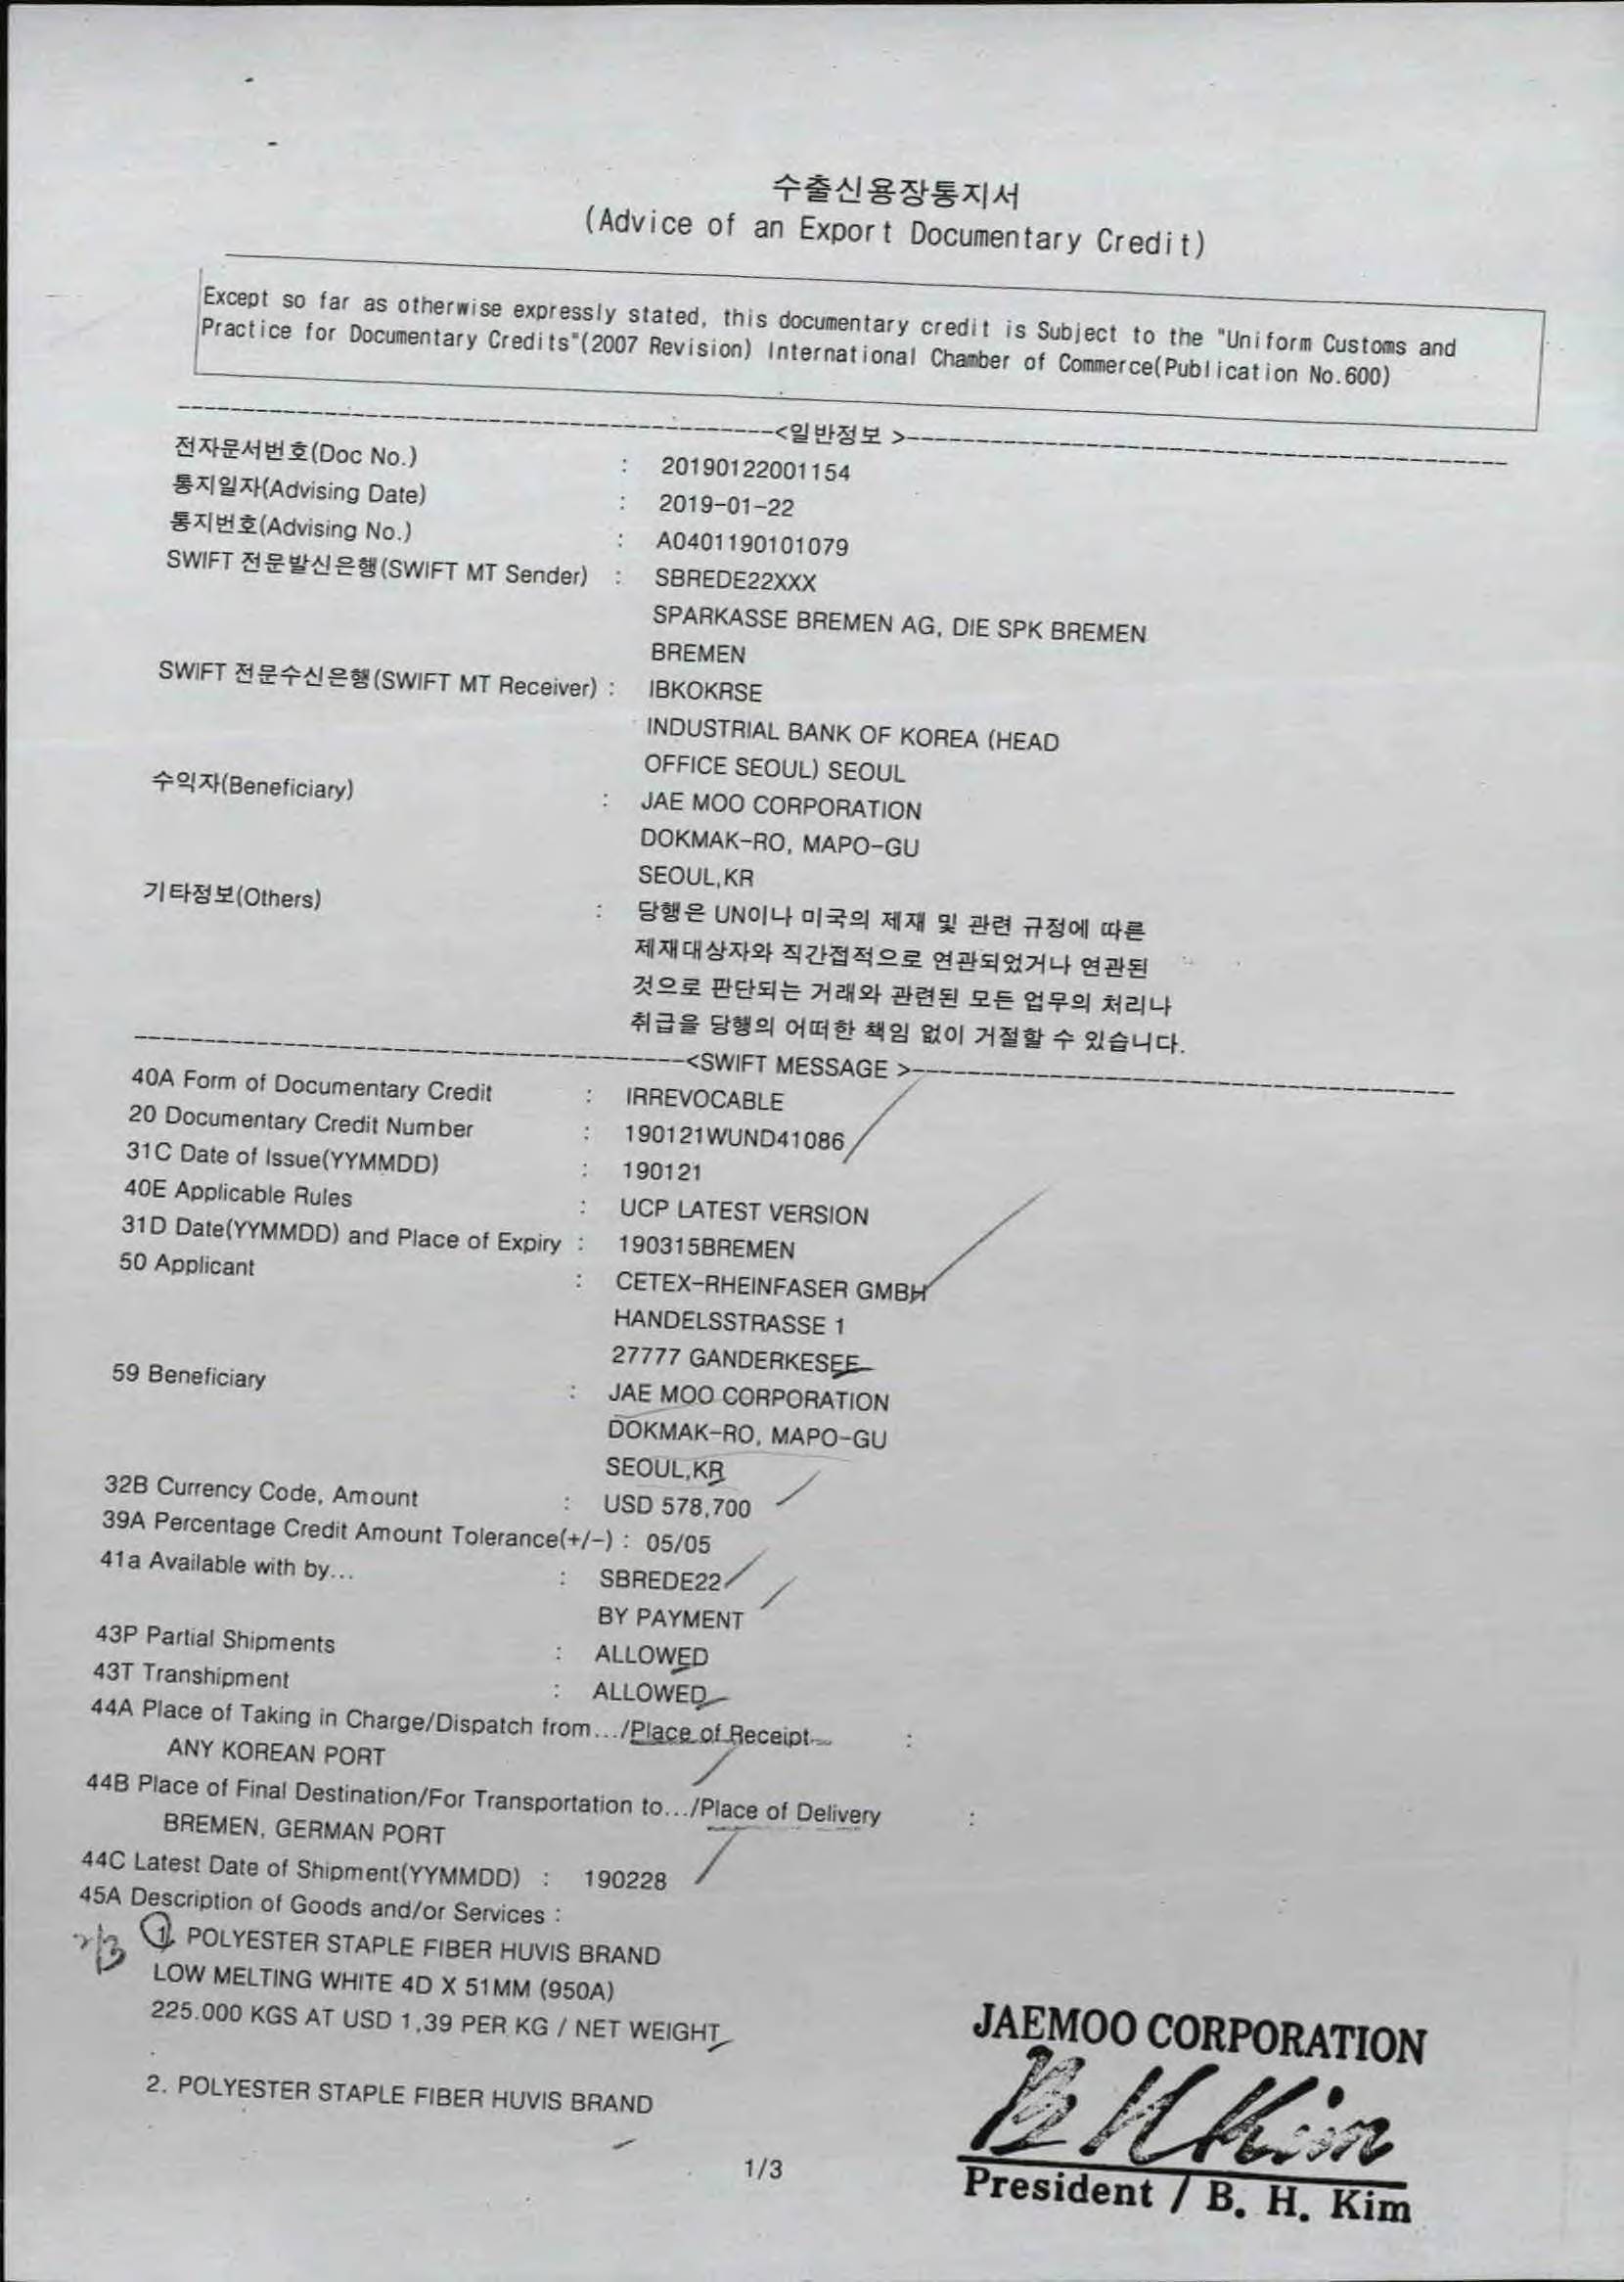 수출신용장통지서
(Advice of an Export Documentary Credit)
Except so far as otherwise expressly stated, this documentary credit is Subject to the "Uniform Customs and
Practice for Documentary Credits"(2007 Revision) International Chamber of Commerce(Publication No.600)
<일반정보 >
전자문서번호(Doc No.) : 20190122001154
통지일자(Advising Date) : 2019-01-22
통지번호(Advising No.) : A0401190101079
SWIFT 전문발신은행(SWIFT MT Sender) : SBREDE22XXX
SPARKASSE BREMEN AG, DIE SPK BREMEN
BREMEN
SWIFT 전문수신은행(SWIFT MT Receiver) : IBKOKRSE
INDUSTRIAL BANK OF KOREA (HEAD
OFFICE SEOUL) SEOUL
수익자(Beneficiary) : JAE MOO CORPORATION
DOKMAK-RO, MAPO-GU
SEOUL,KR
기타정보(Others) : 당행은 UN이나 미국의 제재 및 관련 규정에 따른
제재대상자와 직간접적으로 연관되었거나 연관된
것으로 판단되는 거래와 관련된 모든 업무의 처리나
취급을 당행의 어떠한 책임 없이 거절할 수 있습니다.
<SWIFT MESSAGE >
40A Form of Documentary Credit : IRREVOCABLE
20 Documentary Credit Number : 190121WUND41086
31C Date of Issue(YYMMDD) : 190121
40E Applicable Rules : UCP LATEST VERSION
31D Date(YYMMDD) and Place of Expiry : 190315BREMEN
50 Applicant : CETEX-RHEINFASER GMBH
HANDELSSTRASSE 1
27777 GANDERKESEE
59 Beneficiary : JAE MOO CORPORATION
DOKMAK-RO, MAPO-GU
SEOUL,KR
32B Currency Code, Amount : USD 578,700
39A Percentage Credit Amount Tolerance(+/-) : 05/05
41a Available with by... : SBREDE22
BY PAYMENT
43P Partial Shipments : ALLOWED
43T Transhipment : ALLOWED
44A Place of Taking in Charge/Dispatch from.../Place of Receipt :
ANY KOREAN PORT
44B Place of Final Destination/For Transportation to.../Place of Delivery :
BREMEN, GERMAN PORT
44C Latest Date of Shipment(YYMMDD) : 190228
45A Description of Goods and/or Services :
1. POLYESTER STAPLE FIBER HUVIS BRAND
LOW MELTING WHITE 4D X 51MM (950A)
225.000 KGS AT USD 1,39 PER KG / NET WEIGHT
2. POLYESTER STAPLE FIBER HUVIS BRAND
1/3
JAEMOO CORPORATION
B H Kim
President / B. H. Kim